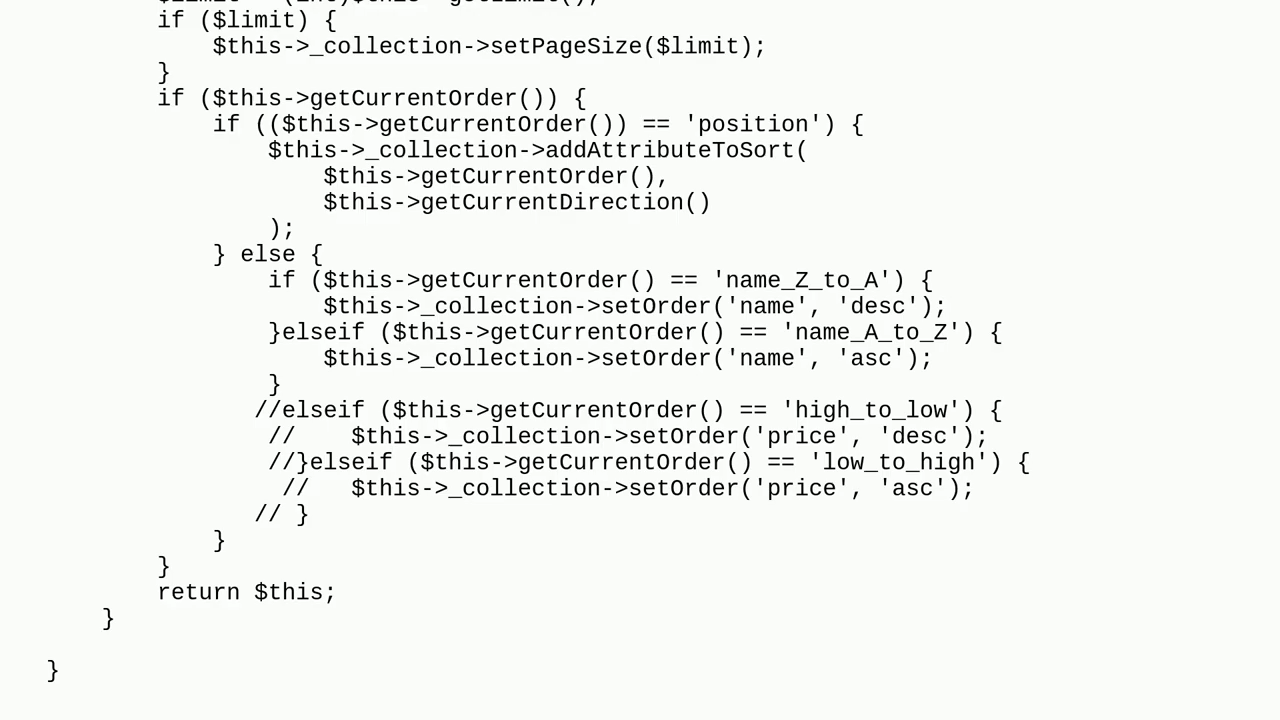 if ($limit) {
$this->_collection->setPageSize($limit);
}
if ($this->getCurrentOrder()) {
if (($this->getCurrentOrder()) == 'position') {
$this->_collection->addAttributeToSort(
$this->getCurrentOrder(),
$this->getCurrentDirection()
);
} else {
if ($this->getCurrentOrder() == 'name_Z_to_A') {
$this->_collection->setOrder('name', 'desc');
}elseif ($this->getCurrentOrder() == 'name_A_to_Z') {
$this->_collection->setOrder('name', 'asc');
}
//elseif ($this->getCurrentOrder() == 'high_to_low') {
//    $this->_collection->setOrder('price', 'desc');
//}elseif ($this->getCurrentOrder() == 'low_to_high') {
//   $this->_collection->setOrder('price', 'asc');
// }
}
}
return $this;
}
}